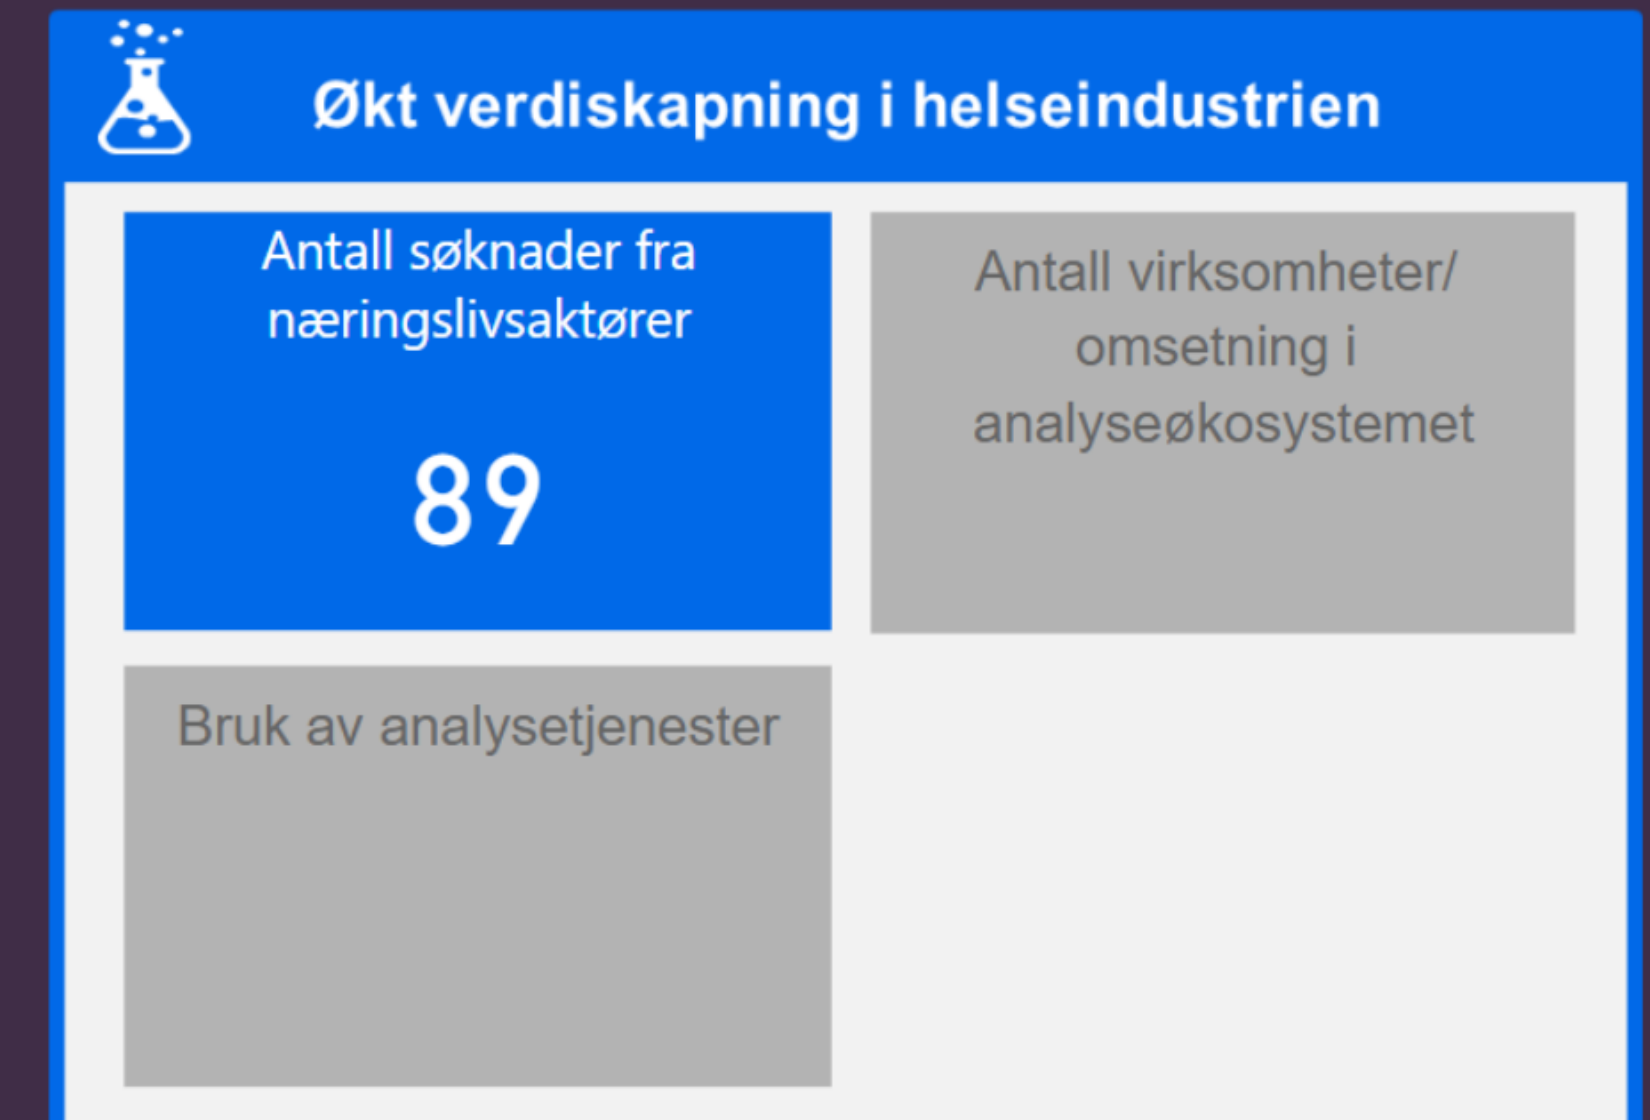 Økt verdiskapning i helseindustrien
Antall søknader fra
næringslivsaktører
89
Antall virksomheter/
omsetning i
analyseøkosystemet
Bruk av analysetjenester